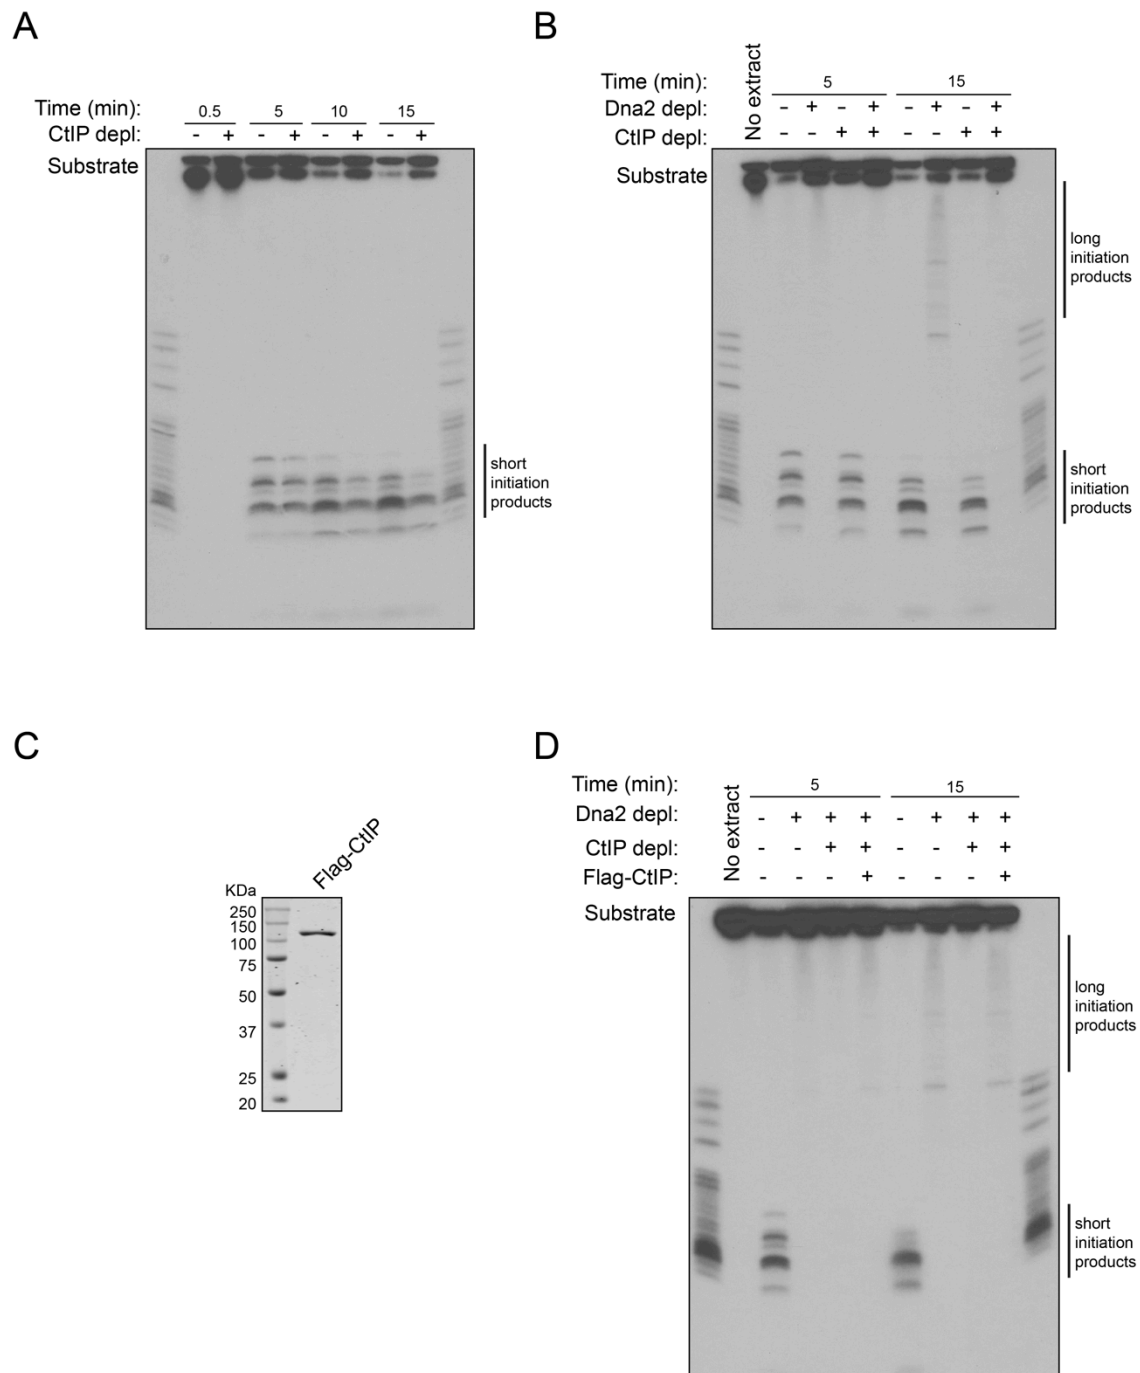 A
Time (min): 0.5 5 10 15
CtIP depl: - + - + - + - +
Substrate
short
initiation
products
B
No extract
Time (min): 5 15
Dna2 depl: - + - + - + - +
CtIP depl: - - + + - - + +
Substrate
long
initiation
products
short
initiation
products
C
Flag-CtIP
KDa
250
150
100
75
50
37
25
20
D
No extract
Time (min): 5 15
Dna2 depl: - + + + - + + +
CtIP depl: - - + + - - + +
Flag-CtIP: - - - + - - - +
Substrate
long
initiation
products
short
initiation
products